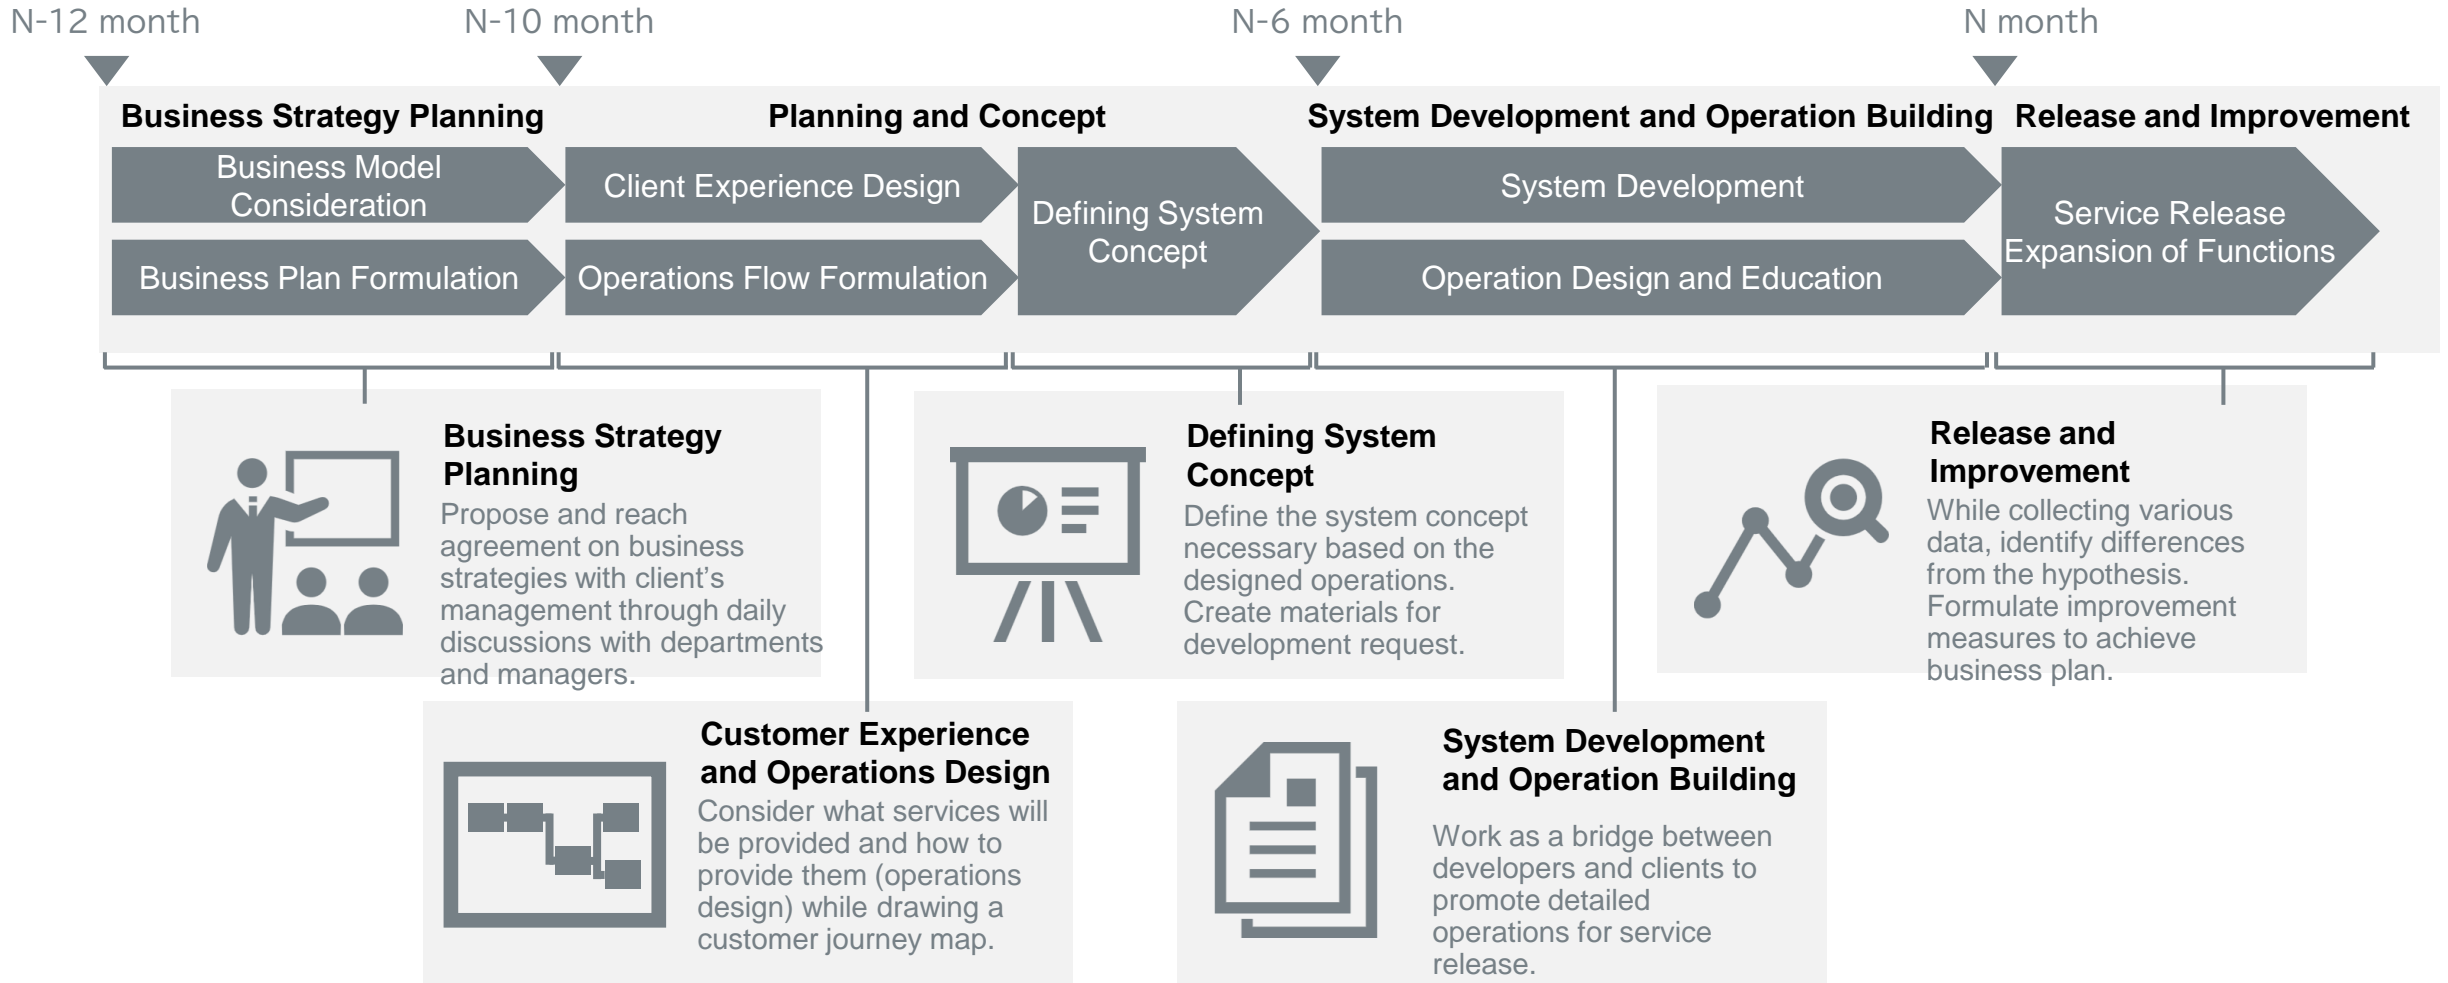 N-12 month
N-10 month
N-6 month
N month
Business Strategy Planning
Planning and Concept
System Development and Operation Building
Release and Improvement
Business Model
Consideration
Business Plan Formulation
Client Experience Design
Operations Flow Formulation
Defining System
Concept
System Development
Operation Design and Education
Service Release
Expansion of Functions
Business Strategy
Planning
Propose and reach
agreement on business
strategies with client’s
management through daily
discussions with departments
and managers.
Defining System
Concept
Define the system concept
necessary based on the
designed operations.
Create materials for
development request.
Release and
Improvement
While collecting various
data, identify differences
from the hypothesis.
Formulate improvement
measures to achieve
business plan.
Customer Experience
and Operations Design
Consider what services will
be provided and how to
provide them (operations
design) while drawing a
customer journey map.
System Development
and Operation Building
Work as a bridge between
developers and clients to
promote detailed
operations for service
release.